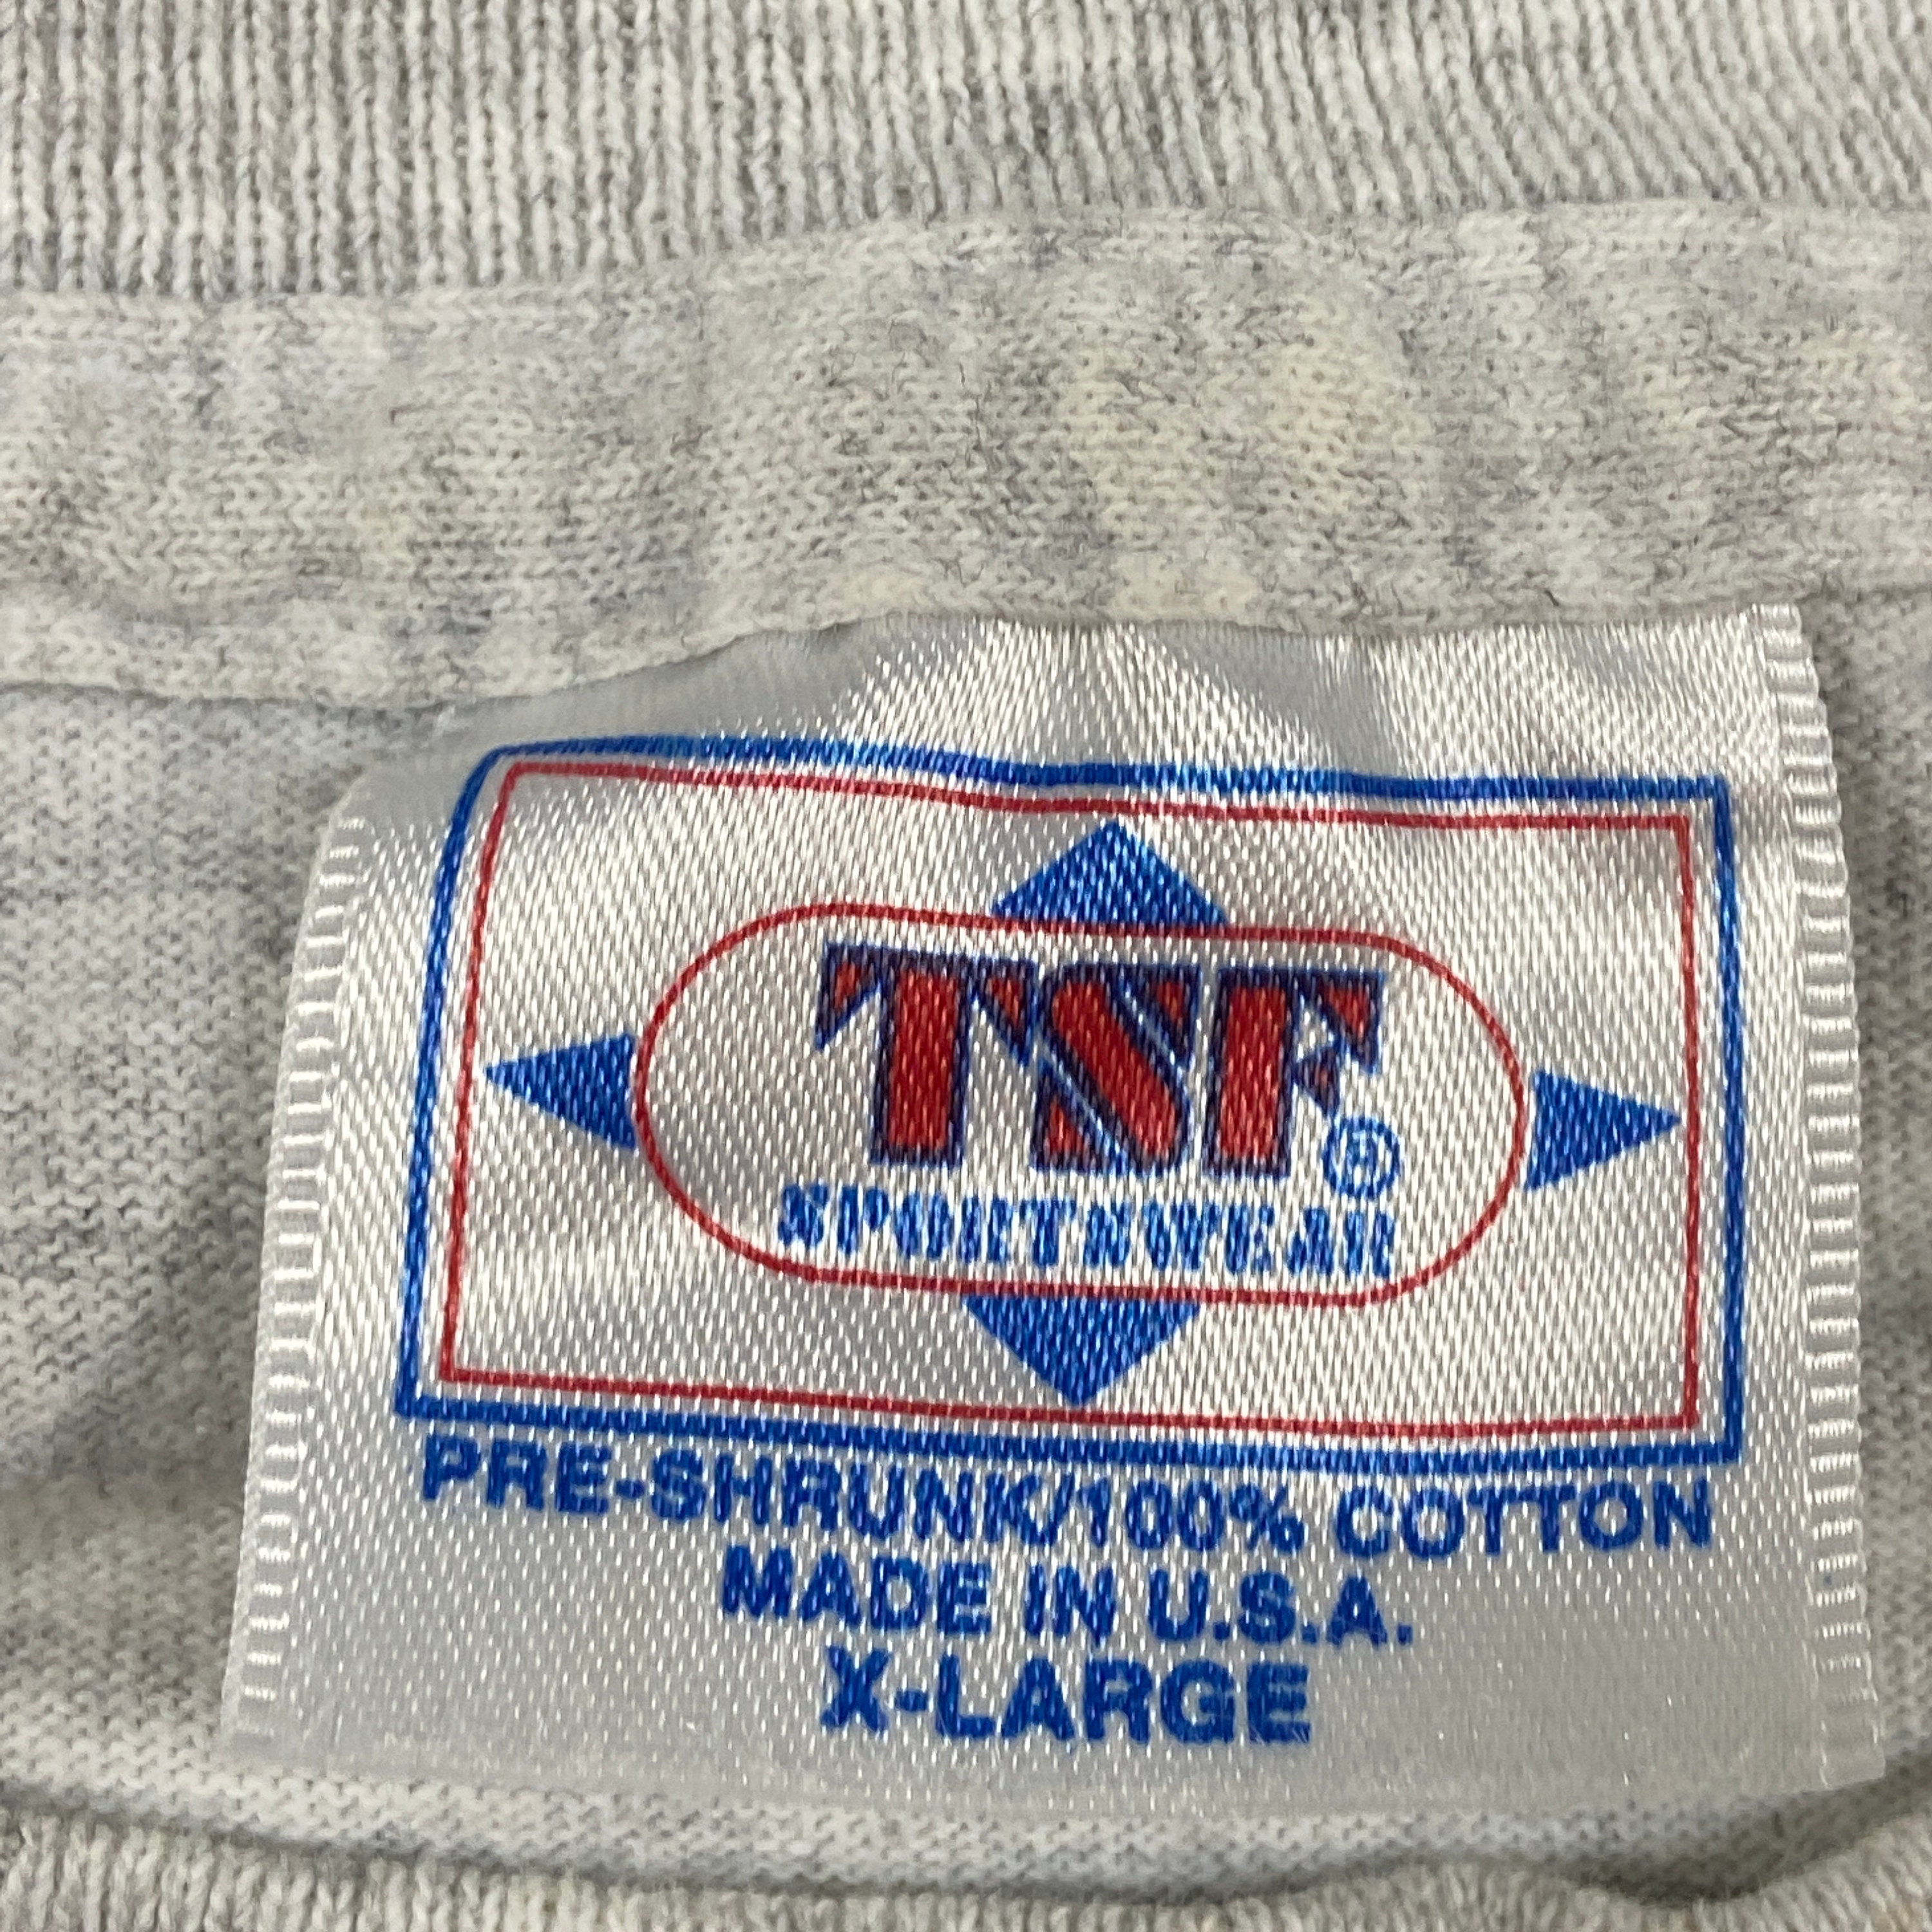 TSF®
SPORTSWEAR
PRE-SHRUNK/100% COTTON
MADE IN U.S.A.
X-LARGE